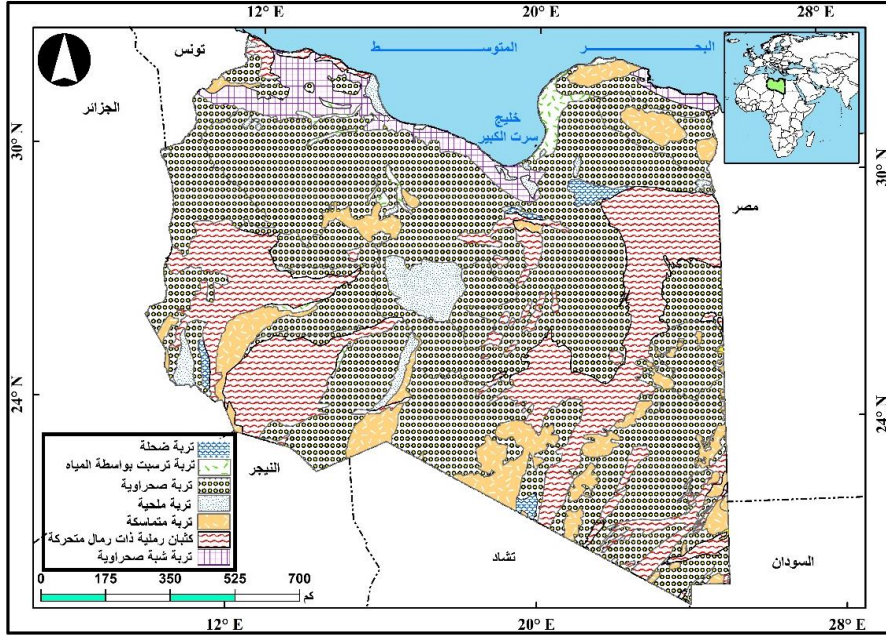 12° E
20° E
28° E
تونس
البحر
المتوسط
الجزائر
خليج
سرت الكبير
30° N
30° N
مصر
24° N
24° N
تربة ضحلة
تربة ترسبت بواسطة المياه
تربة صحراوية
تربة ملحية
تربة متماسكة
كثبان رملية ذات رمال متحركة
تربة شبة صحراوية
النيجر
تشاد
السودان
0 175 350 525 700
كم
12° E
20° E
28° E